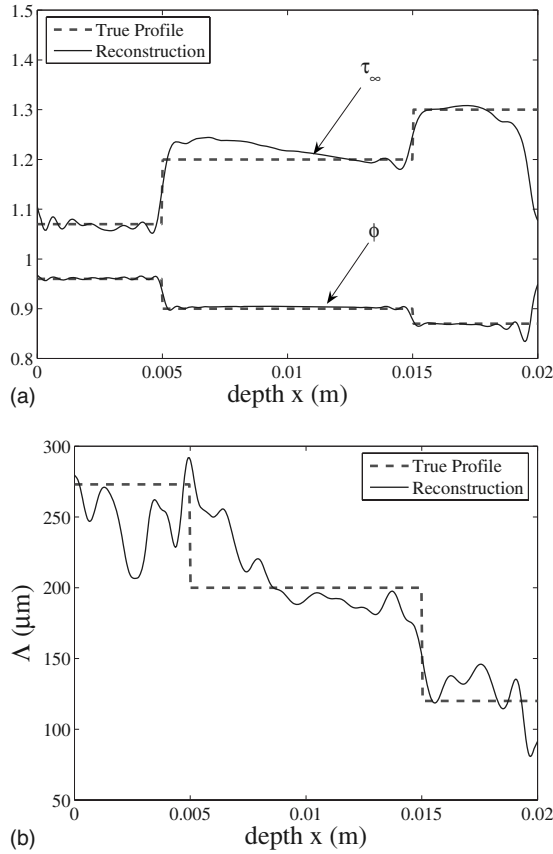 1.5
True Profile
Reconstruction
1.4
τ∞
1.3
1.2
1.1
1
ϕ
0.9
0.8
0 0.005 0.01 0.015 0.02
(a) depth x (m)
300
True Profile
Reconstruction
250
200
Λ (μm)
150
100
50
0 0.005 0.01 0.015 0.02
(b) depth x (m)